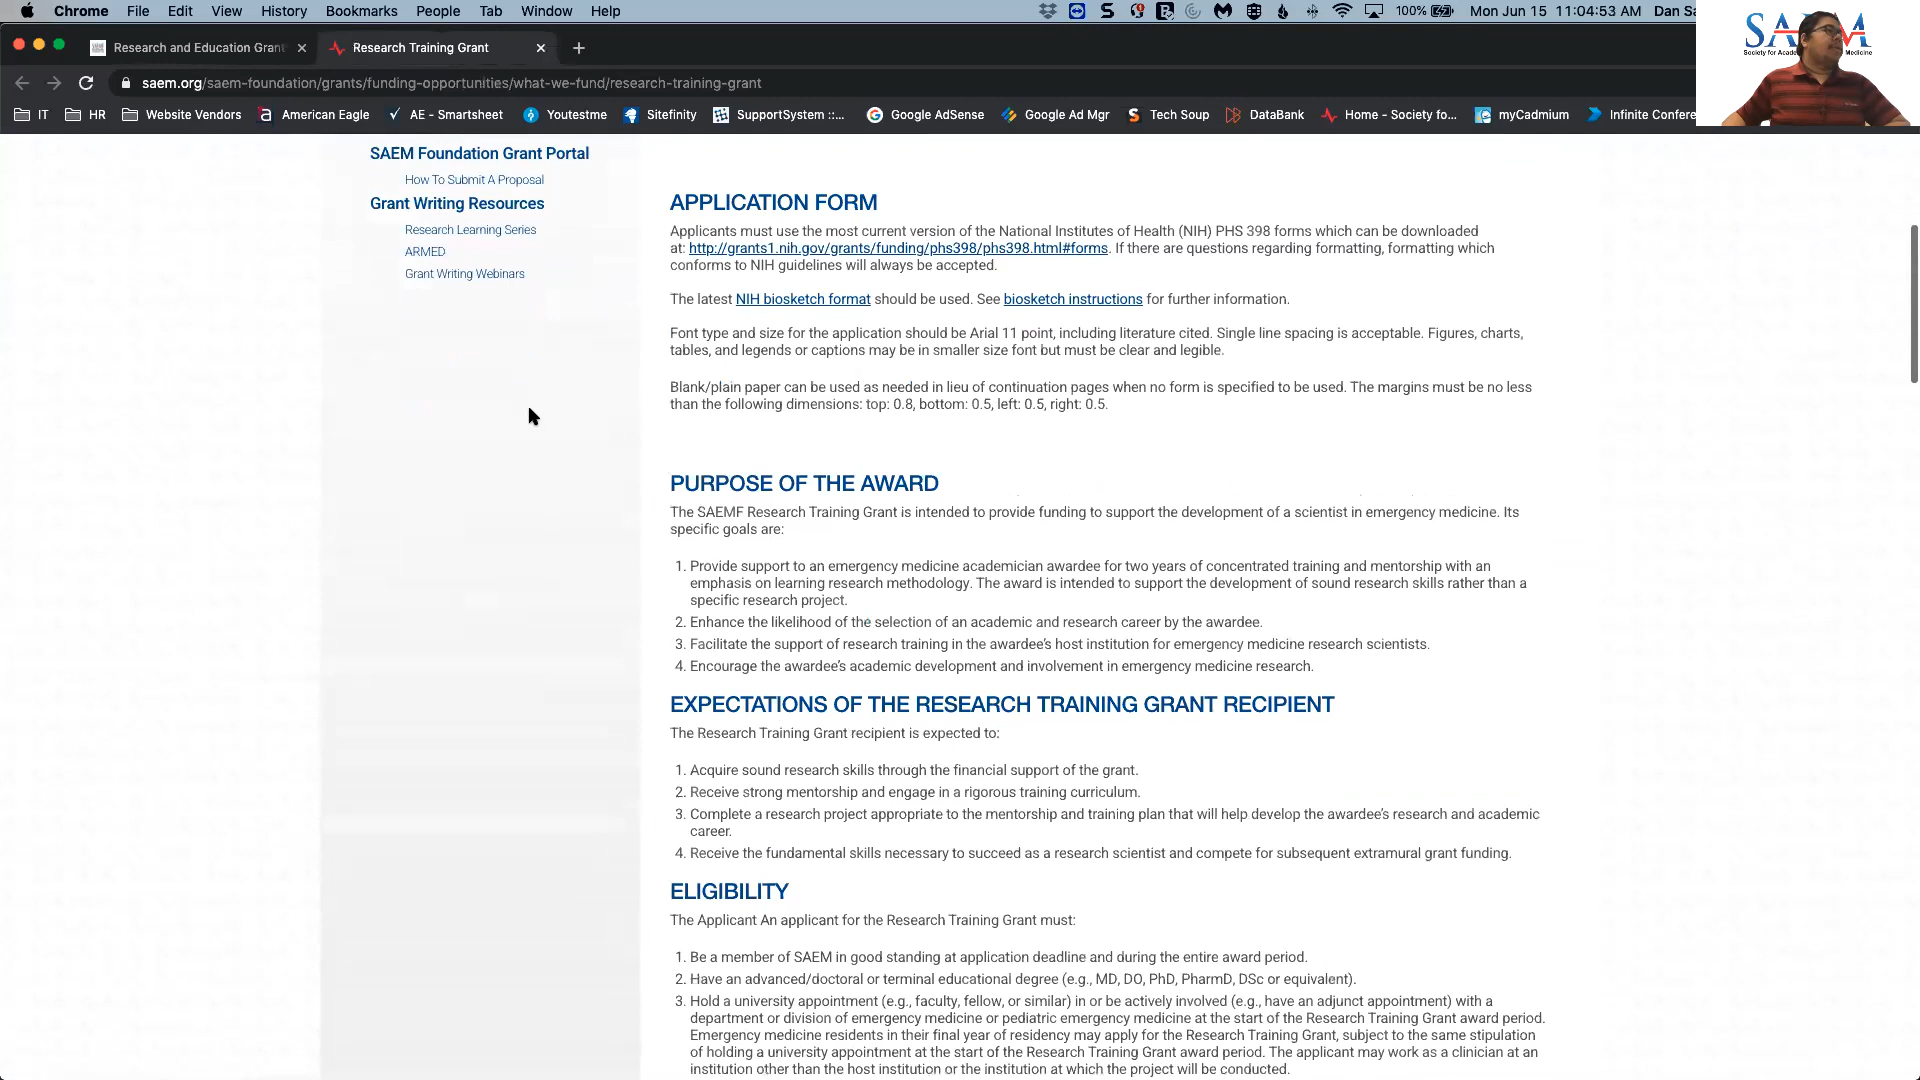 Chrome File Edit View History Bookmarks People Tab Window Help 100% Mon Jun 15 11:04:53 AM Dan
Research and Education Grant
Research Training Grant
saem.org/saem-foundation/grants/funding-opportunities/what-we-fund/research-training-grant
IT HR Website Vendors American Eagle AE - Smartsheet Youtestme Sitefinity SupportSystem ::... Google AdSense Google Ad Mgr Tech Soup DataBank Home - Society fo... myCadmium Infinite Confere
SAEM Foundation Grant Portal
How To Submit A Proposal
Grant Writing Resources
Research Learning Series
ARMED
Grant Writing Webinars
APPLICATION FORM
Applicants must use the most current version of the National Institutes of Health (NIH) PHS 398 forms which can be downloaded
at: http://grants1.nih.gov/grants/funding/phs398/phs398.html#forms. If there are questions regarding formatting, formatting which
conforms to NIH guidelines will always be accepted.
The latest NIH biosketch format should be used. See biosketch instructions for further information.
Font type and size for the application should be Arial 11 point, including literature cited. Single line spacing is acceptable. Figures, charts,
tables, and legends or captions may be in smaller size font but must be clear and legible.
Blank/plain paper can be used as needed in lieu of continuation pages when no form is specified to be used. The margins must be no less
than the following dimensions: top: 0.8, bottom: 0.5, left: 0.5, right: 0.5.
PURPOSE OF THE AWARD
The SAEMF Research Training Grant is intended to provide funding to support the development of a scientist in emergency medicine. Its
specific goals are:
1. Provide support to an emergency medicine academician awardee for two years of concentrated training and mentorship with an
emphasis on learning research methodology. The award is intended to support the development of sound research skills rather than a
specific research project.
2. Enhance the likelihood of the selection of an academic and research career by the awardee.
3. Facilitate the support of research training in the awardee's host institution for emergency medicine research scientists.
4. Encourage the awardee's academic development and involvement in emergency medicine research.
EXPECTATIONS OF THE RESEARCH TRAINING GRANT RECIPIENT
The Research Training Grant recipient is expected to:
1. Acquire sound research skills through the financial support of the grant.
2. Receive strong mentorship and engage in a rigorous training curriculum.
3. Complete a research project appropriate to the mentorship and training plan that will help develop the awardee's research and academic
career.
4. Receive the fundamental skills necessary to succeed as a research scientist and compete for subsequent extramural grant funding.
ELIGIBILITY
The Applicant An applicant for the Research Training Grant must:
1. Be a member of SAEM in good standing at application deadline and during the entire award period.
2. Have an advanced/doctoral or terminal educational degree (e.g., MD, DO, PhD, PharmD, DSc or equivalent).
3. Hold a university appointment (e.g., faculty, fellow, or similar) in or be actively involved (e.g., have an adjunct appointment) with a
department or division of emergency medicine or pediatric emergency medicine at the start of the Research Training Grant award period.
Emergency medicine residents in their final year of residency may apply for the Research Training Grant, subject to the same stipulation
of holding a university appointment at the start of the Research Training Grant award period. The applicant may work as a clinician at an
institution other than the host institution or the institution at which the project will be conducted.